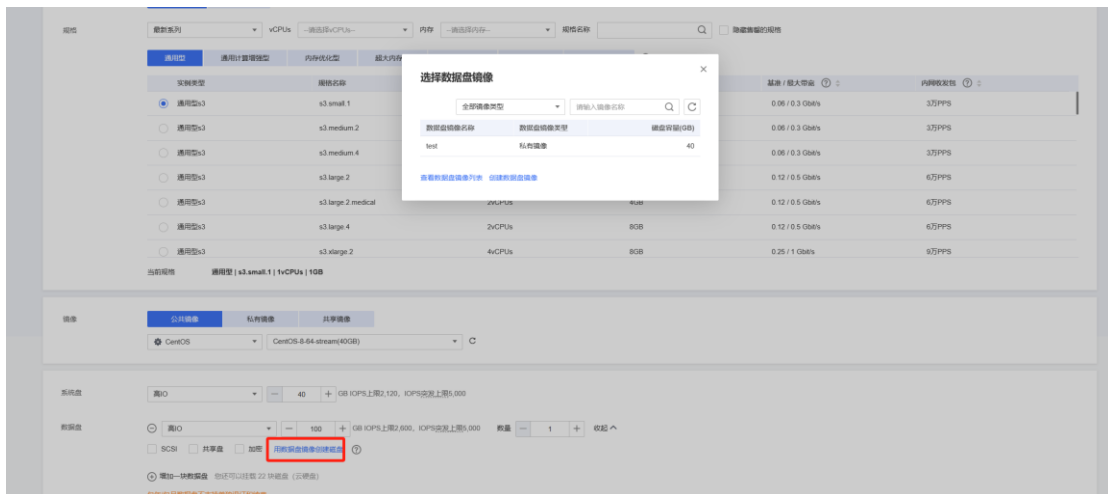 规格
最新系列 vCPUs --请选择vCPUs-- 内存 --请选择内存-- 规格名称 隐藏售罄的规格
通用型 通用计算增强型 内存优化型 超大内存
选择数据盘镜像
全部镜像类型 请输入镜像名称
数据盘镜像名称 数据盘镜像类型 磁盘容量(GB)
test 私有镜像 40
查看数据盘镜像列表 创建数据盘镜像
实例类型 规格名称 基准 / 最大带宽 内网收发包
通用型s3 s3.small.1 0.06 / 0.3 Gbit/s 3万PPS
通用型s3 s3.medium.2 0.06 / 0.3 Gbit/s 3万PPS
通用型s3 s3.medium.4 0.06 / 0.3 Gbit/s 3万PPS
通用型s3 s3.large.2 0.12 / 0.5 Gbit/s 6万PPS
通用型s3 s3.large.2 medical 2vCPUs 4GB 0.12 / 0.5 Gbit/s 6万PPS
通用型s3 s3.large.4 2vCPUs 8GB 0.12 / 0.5 Gbit/s 6万PPS
通用型s3 s3.xlarge.2 4vCPUs 8GB 0.25 / 1 Gbit/s 9万PPS
当前规格 通用型 | s3.small.1 | 1vCPUs | 1GB
镜像 公共镜像 私有镜像 共享镜像
CentOS CentOS-8-64-stream(40GB)
系统盘 高IO 40 GB IOPS上限2,120，IOPS突发上限5,000
数据盘 高IO 100 GB IOPS上限2,600，IOPS突发上限5,000 数量 1 收起
SCSI 共享盘 加密 用数据盘镜像创建磁盘
增加一块数据盘 您还可以挂载 22 块磁盘（云硬盘）